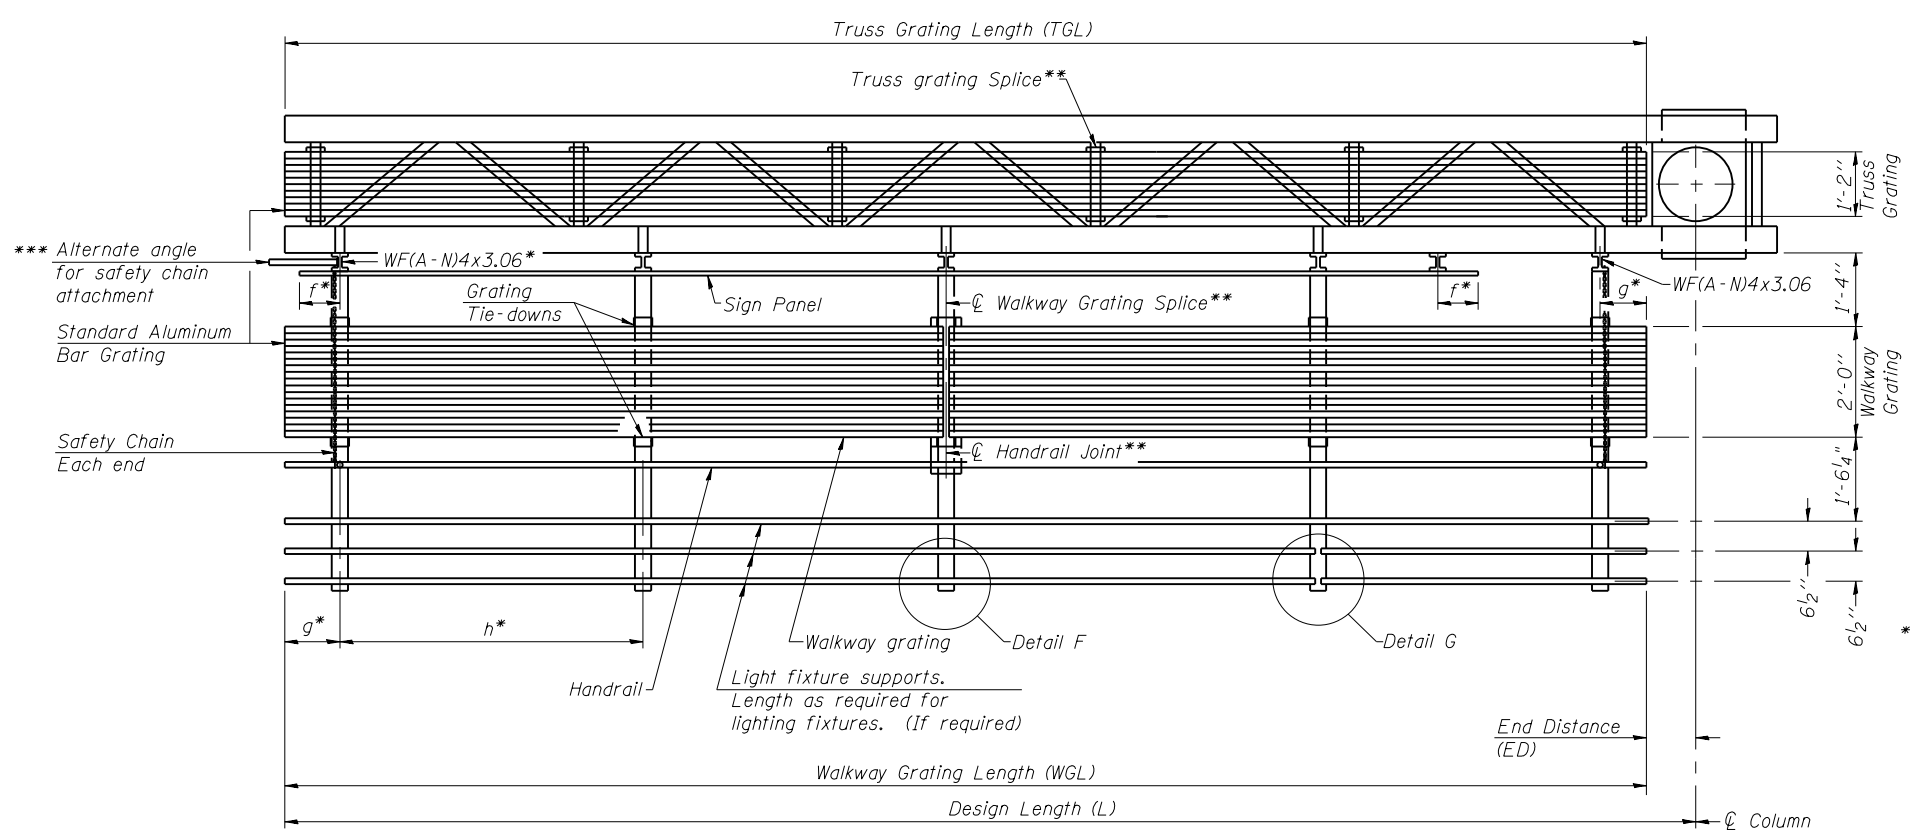 Truss Grating Length (TGL)
Truss grating Splice**
1'-2''
Truss
Grating
*** Alternate angle
for safety chain
attachment
WF(A-N)4x3.06*
WF(A-N)4x3.06
f*
Grating
Tie-downs
Sign Panel
℄ Walkway Grating Splice**
f*
g*
1'-4''
Standard Aluminum
Bar Grating
2'-0''
Walkway
Grating
Safety Chain
Each end
℄ Handrail Joint**
1'-6¼"
6½''
6½''
*
g*
h*
Walkway grating
Detail F
Detail G
Handrail
Light fixture supports.
Length as required for
lighting fixtures. (If required)
End Distance
(ED)
Walkway Grating Length (WGL)
Design Length (L)
℄ Column